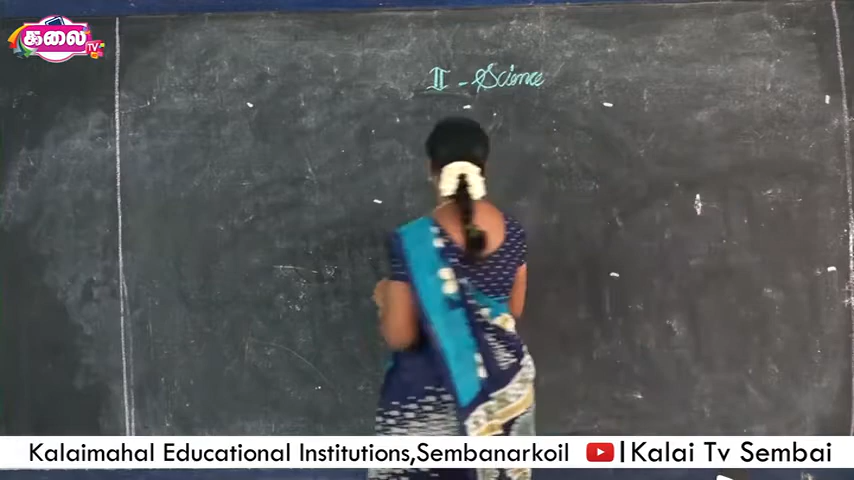 கலை TV
II - Science
Kalaimahal Educational Institutions,Sembanarkoil |Kalai Tv Sembai